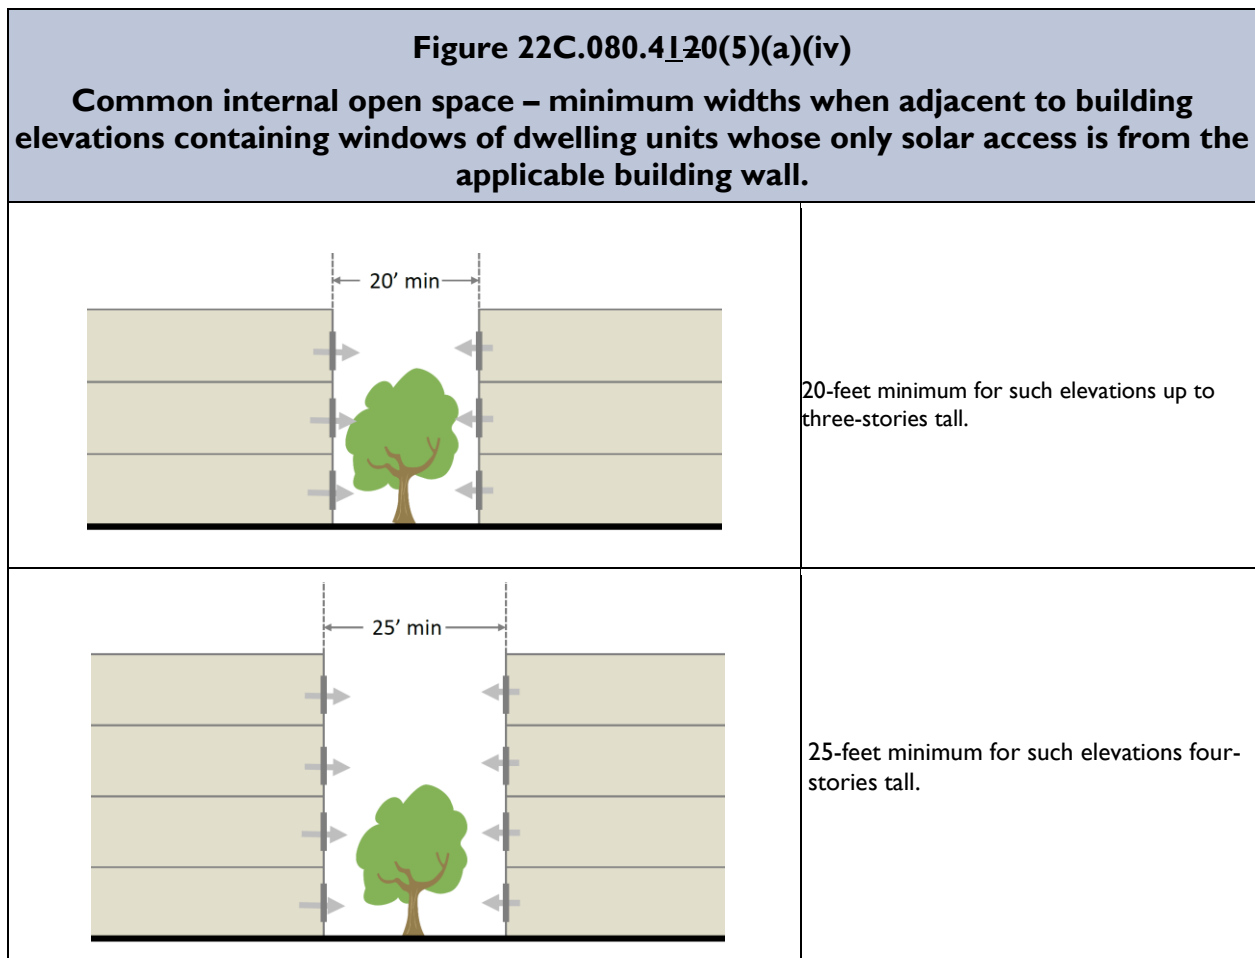 Figure 22C.080.4120(5)(a)(iv)
Common internal open space – minimum widths when adjacent to building
elevations containing windows of dwelling units whose only solar access is from the
applicable building wall.
20’ min
20-feet minimum for such elevations up to
three-stories tall.
25’ min
25-feet minimum for such elevations four-
stories tall.